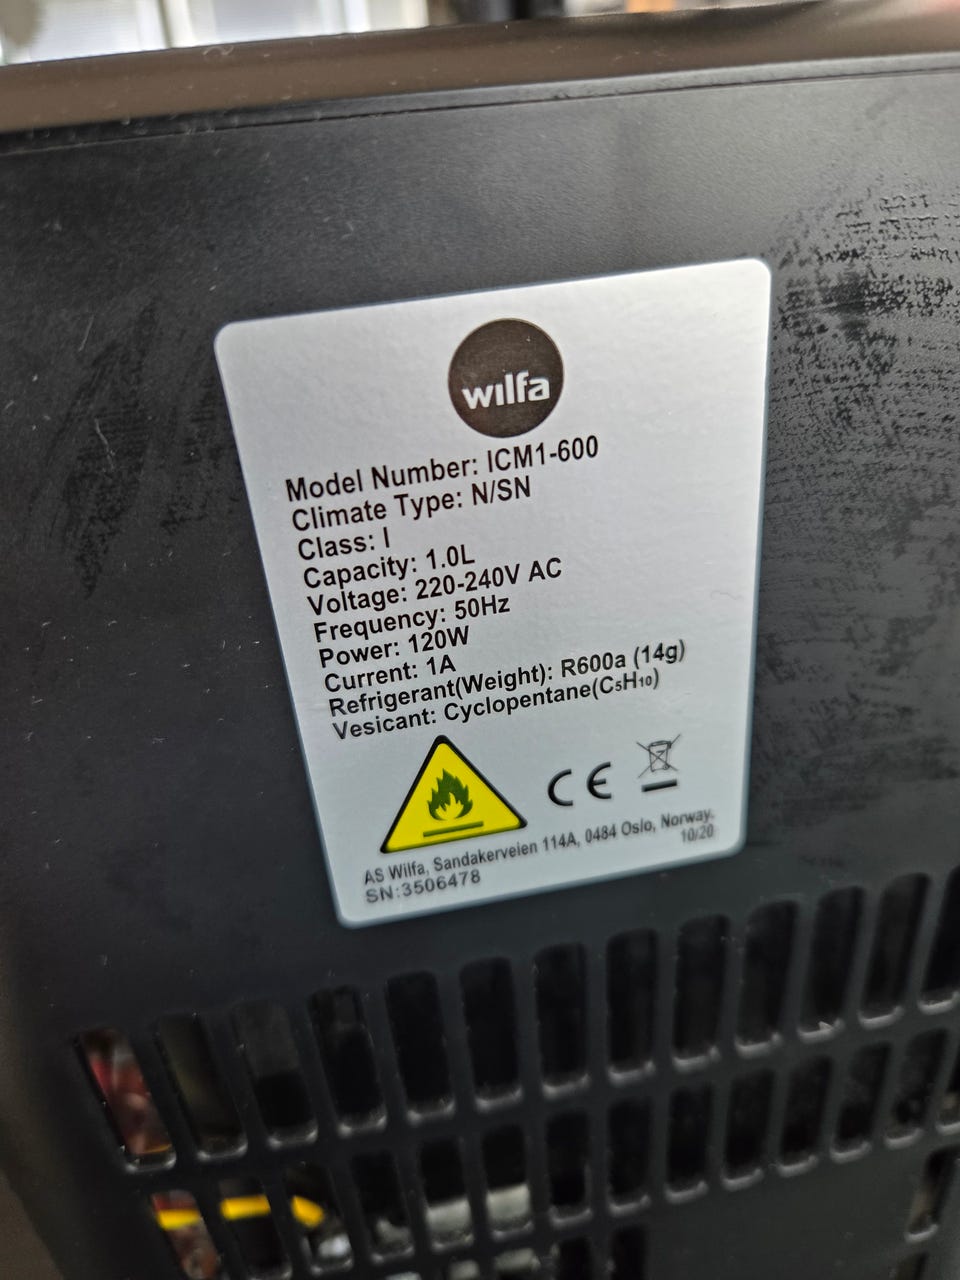 wilfa
Model Number: ICM1-600
Climate Type: N/SN
Class: I
Capacity: 1.0L
Voltage: 220-240V AC
Frequency: 50Hz
Power: 120W
Current: 1A
Refrigerant(Weight): R600a (14g)
Vesicant: Cyclopentane(C₅H₁₀)
CE
AS Wilfa, Sandakerveien 114A, 0484 Oslo, Norway.
10/20
SN:3506478